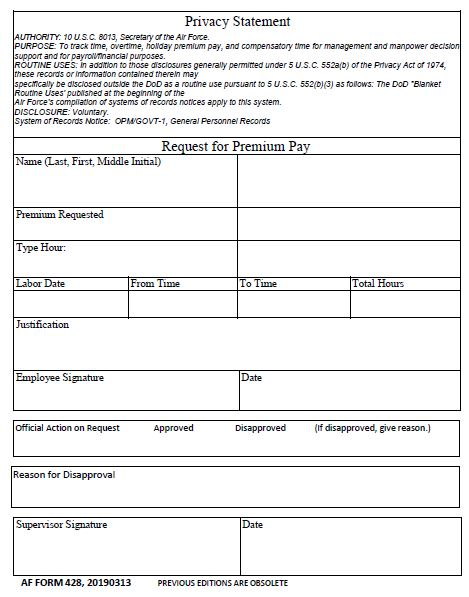 Privacy Statement
AUTHORITY: 10 U.S.C. 8013, Secretary of the Air Force.
PURPOSE: To track time, overtime, holiday premium pay, and compensatory time for management and manpower decision
support and for payroll/financial purposes.
ROUTINE USES: In addition to those disclosures generally permitted under 5 U.S.C. 552a(b) of the Privacy Act of 1974,
these records or information contained therein may
specifically be disclosed outside the DoD as a routine use pursuant to 5 U.S.C. 552(b)(3) as follows: The DoD "Blanket
Routine Uses' published at the beginning of the
Air Force's compilation of systems of records notices apply to this system.
DISCLOSURE: Voluntary.
System of Records Notice: OPM/GOVT-1, General Personnel Records
Request for Premium Pay
Name (Last, First, Middle Initial)
Premium Requested
Type Hour:
Labor Date From Time To Time Total Hours
Justification
Employee Signature Date
Official Action on Request Approved Disapproved (If disapproved, give reason.)
Reason for Disapproval
Supervisor Signature Date
AF FORM 428, 20190313 PREVIOUS EDITIONS ARE OBSOLETE